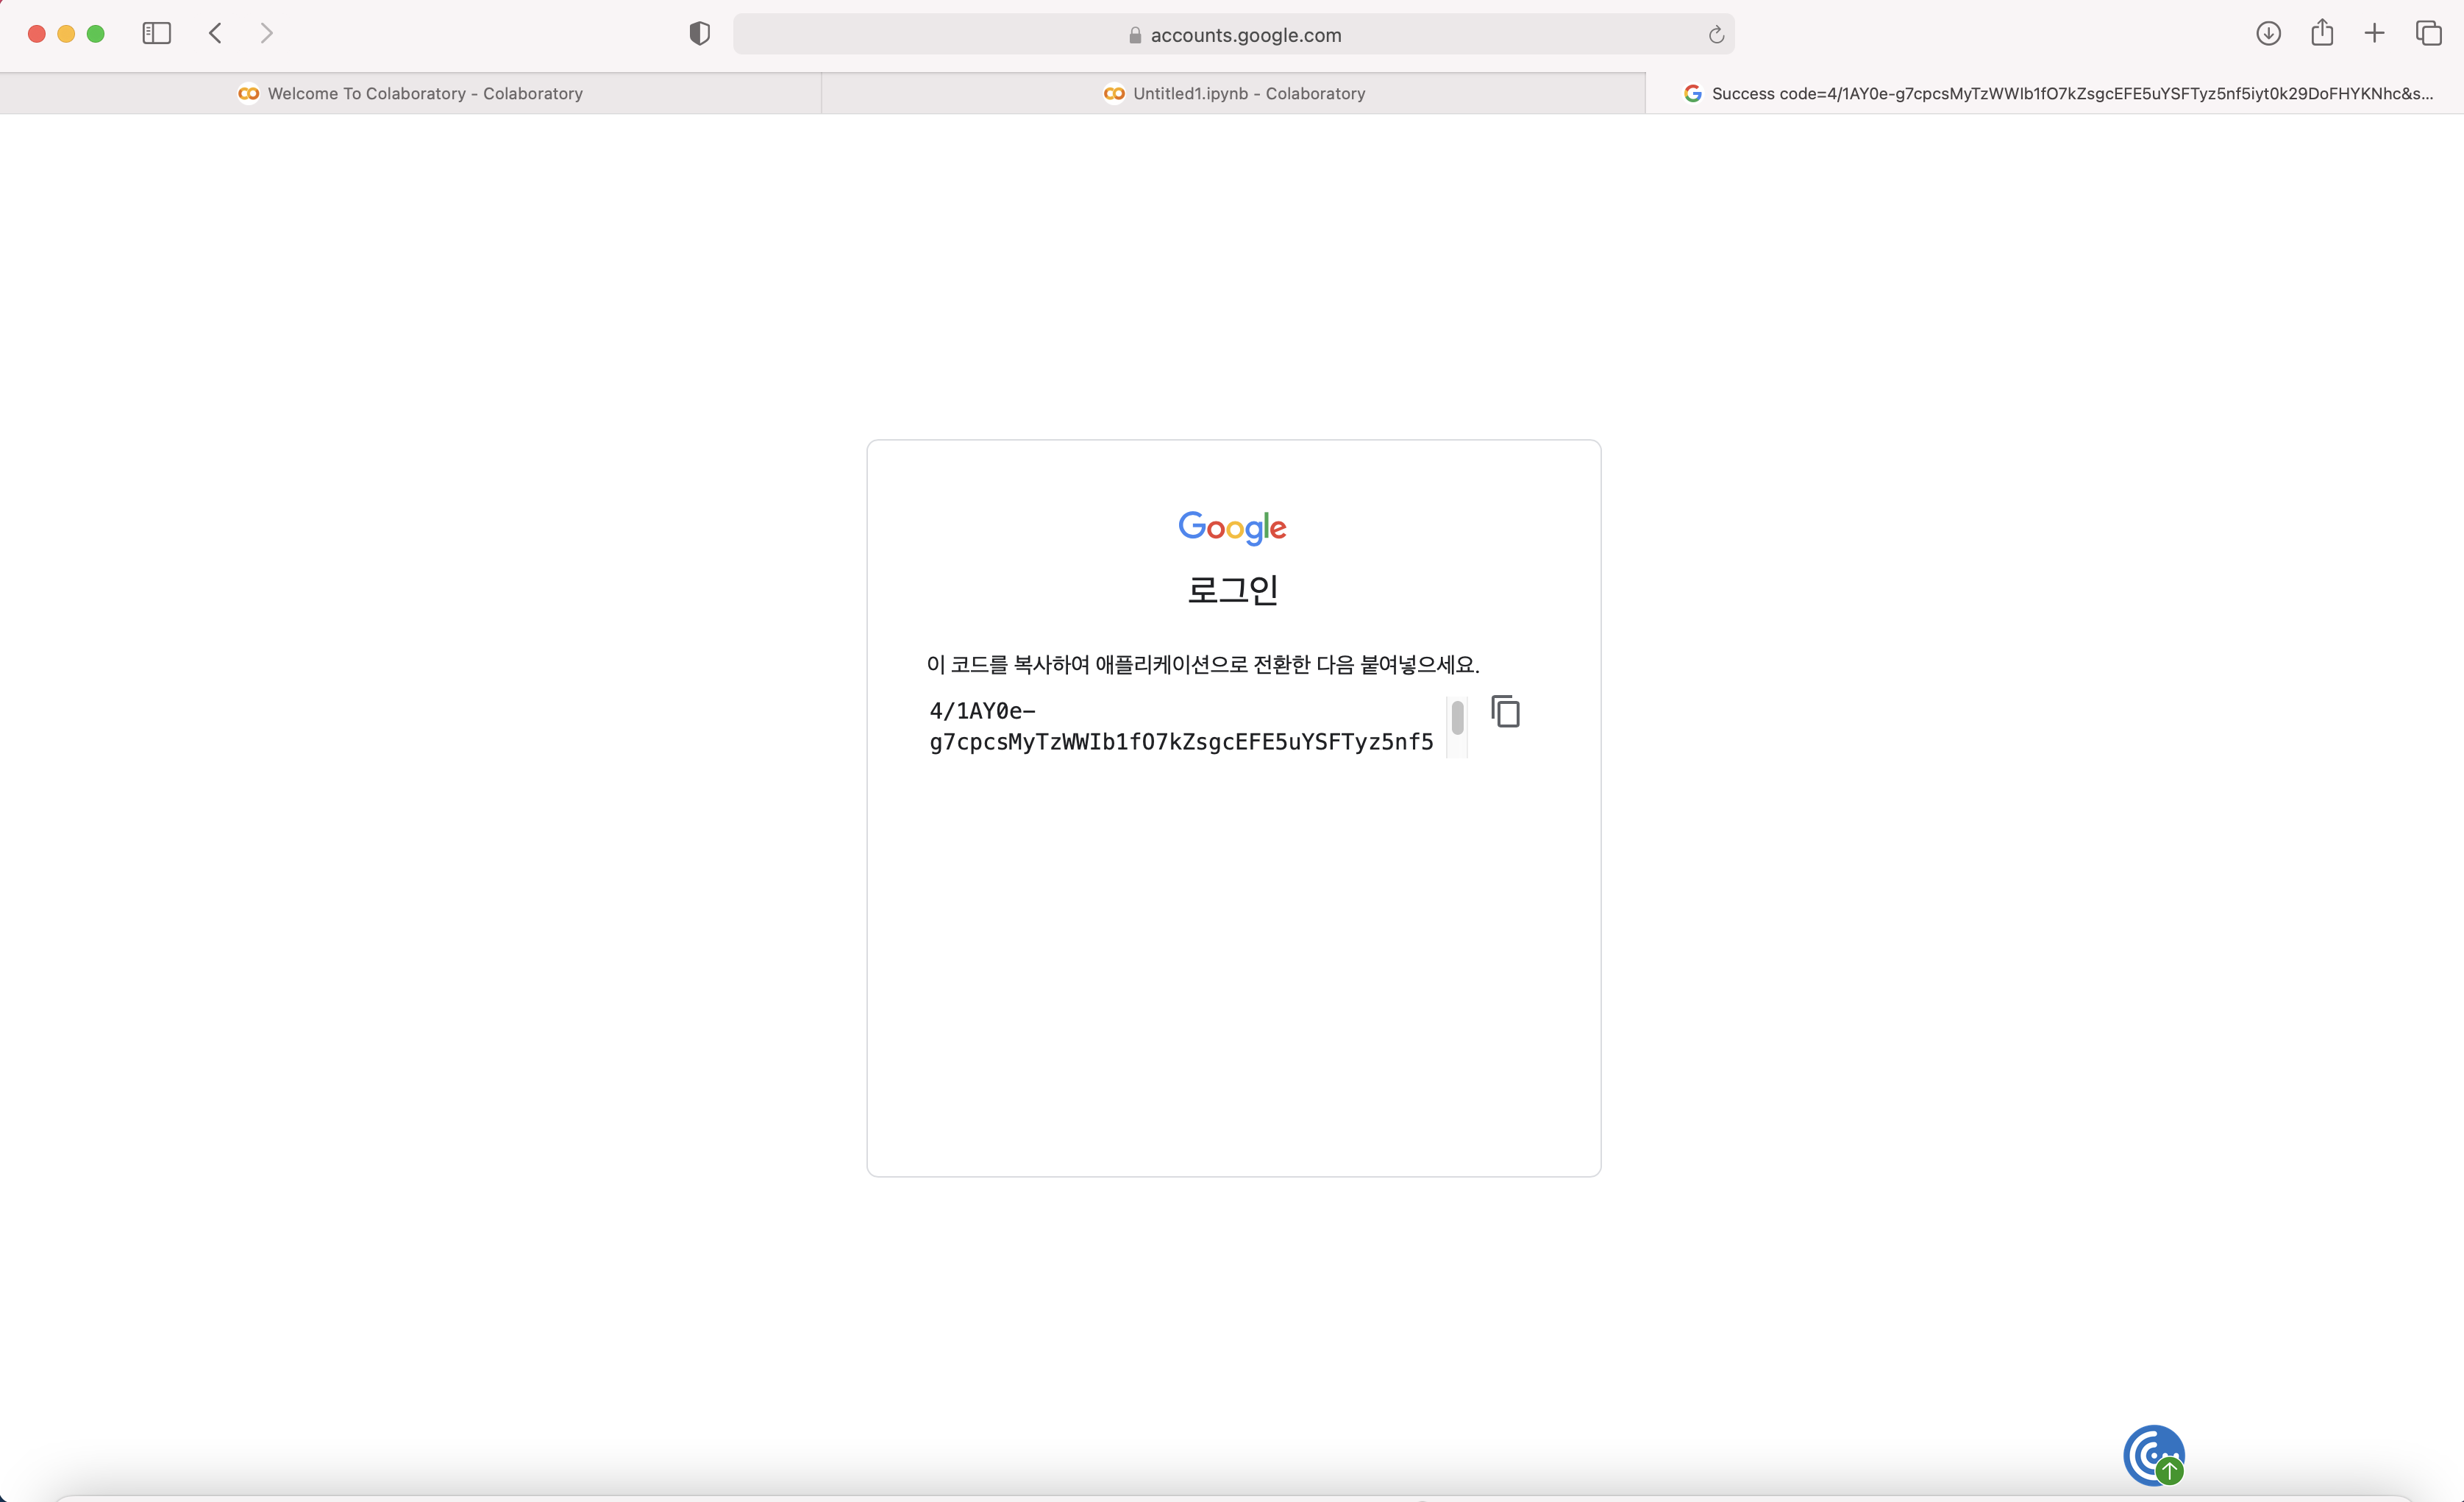 accounts.google.com
Welcome To Colaboratory - Colaboratory
Untitled1.ipynb - Colaboratory
Success code=4/1AY0e-g7cpcsMyTzWWIb1fO7kZsgcEFE5uYSFTyz5nf5iyt0k29DoFHYKNhc&s...
Google
로그인
이 코드를 복사하여 애플리케이션으로 전환한 다음 붙여넣으세요.
4/1AY0e-
g7cpcsMyTzWWIb1fO7kZsgcEFE5uYSFTyz5nf5